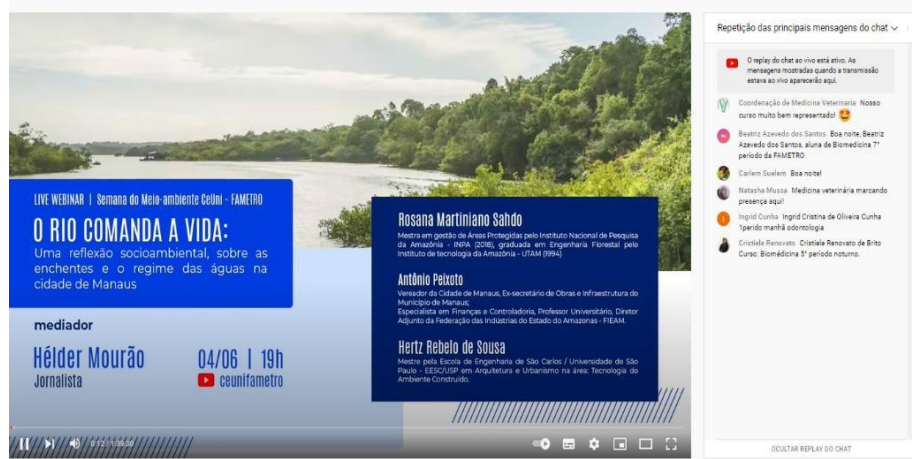 LIVE WEBINAR | Semana do Meio-ambiente CeUni - FAMETRO
O RIO COMANDA A VIDA:
Uma reflexão socioambiental, sobre as
enchentes e o regime das águas na
cidade de Manaus
mediador
Hélder Mourão
Jornalista
04/06 | 19h
ceunifametro
Rosana Martiniano Sahdo
Mestra em gestão de Áreas Protegidas pelo Instituto Nacional de Pesquisa
da Amazônia - INPA (2018), graduada em Engenharia Florestal pelo
Instituto de tecnologia da Amazônia - UTAM (1994)
Antônio Peixoto
Vereador da Cidade de Manaus, Ex-secretário de Obras e Infraestrutura do
Município de Manaus;
Especialista em Finanças e Controladoria, Professor Universitário, Diretor
Adjunto da Federação das Indústrias do Estado do Amazonas - FIEAM.
Hertz Rebelo de Sousa
Mestre pela Escola de Engenharia de São Carlos / Universidade de São
Paulo - EESC/USP em Arquitetura e Urbanismo na área: Tecnologia do
Ambiente Construído.
0:12 / 1:39:30
Repetição das principais mensagens do chat
O replay do chat ao vivo está ativo. As
mensagens mostradas quando a transmissão
estava ao vivo aparecerão aqui.
Coordenação de Medicina Veterinaria Nosso
curso muito bem representado!
Beatriz Azevedo dos Santos Boa noite, Beatriz
Azevedo dos Santos, aluna de Biomedicina 7°
período da FAMETRO
Carlem Suelem Boa noite!
Natasha Mussa Medicina veterinária marcando
presença aqui!
Ingrid Cunha Ingrid Cristina de Oliveira Cunha
1perido manhã odontologia
Cristiele Renovato Cristiele Renovato de Brito
Curso: Biomédicina 5° período noturno.
OCULTAR REPLAY DO CHAT